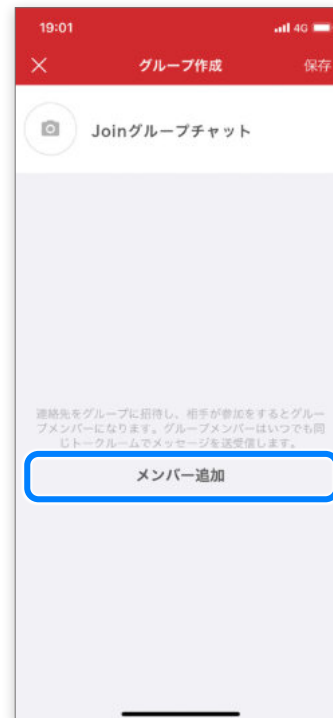 19:01
4G
グループ作成
保存
Joinグループチャット
連絡先をグループに招待し、相手が参加をするとグルー
プメンバーになります。グループメンバーはいつでも同
じトークルームでメッセージを送受信します。
メンバー追加